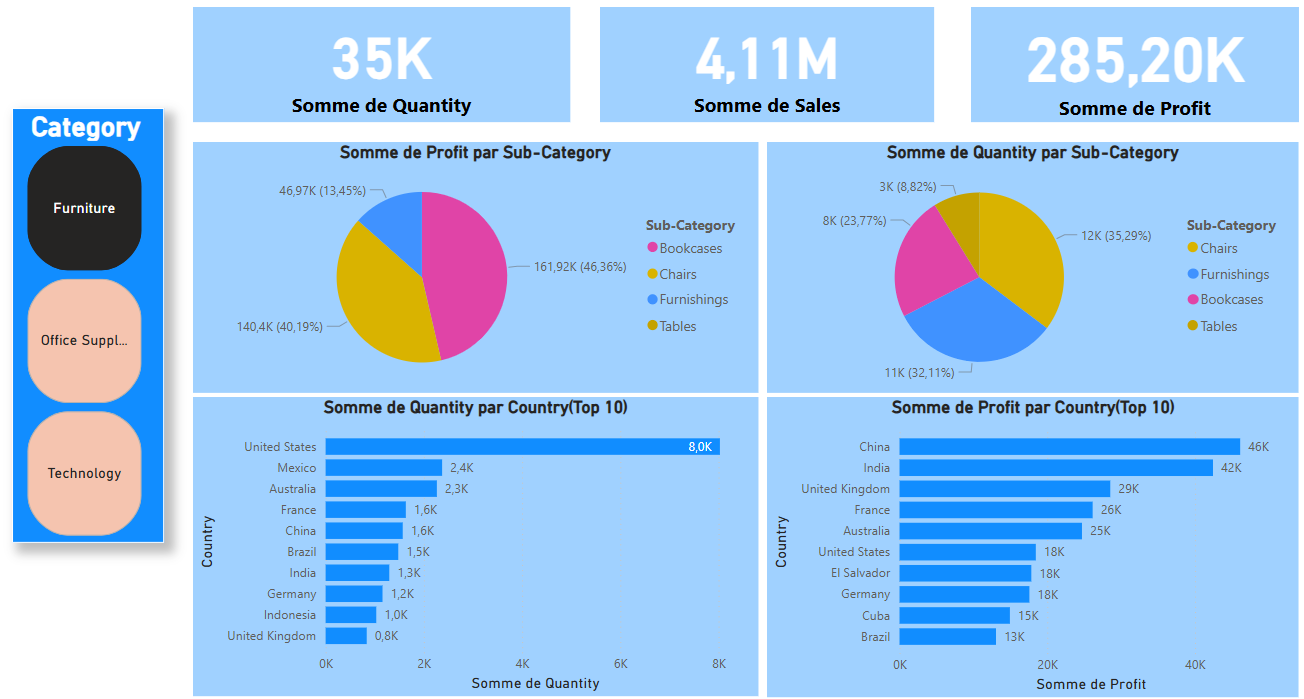 35K
Somme de Quantity
4,11M
Somme de Sales
285,20K
Somme de Profit
Category
Furniture
Office Suppl...
Technology
Somme de Profit par Sub-Category
46,97K (13,45%)
161,92K (46,36%)
140,4K (40,19%)
Sub-Category
Bookcases
Chairs
Furnishings
Tables
Somme de Quantity par Sub-Category
3K (8,82%)
8K (23,77%)
12K (35,29%)
11K (32,11%)
Sub-Category
Chairs
Furnishings
Bookcases
Tables
Somme de Quantity par Country(Top 10)
Country
United States 8,0K
Mexico 2,4K
Australia 2,3K
France 1,6K
China 1,6K
Brazil 1,5K
India 1,3K
Germany 1,2K
Indonesia 1,0K
United Kingdom 0,8K
0K 2K 4K 6K 8K
Somme de Quantity
Somme de Profit par Country(Top 10)
Country
China 46K
India 42K
United Kingdom 29K
France 26K
Australia 25K
United States 18K
El Salvador 18K
Germany 18K
Cuba 15K
Brazil 13K
0K 20K 40K
Somme de Profit